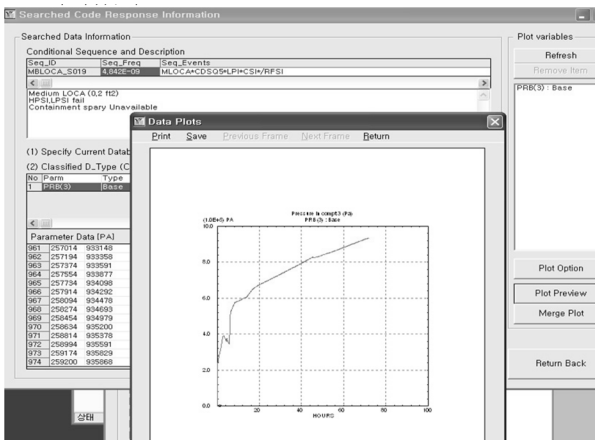 Searched Code Response Information
Searched Data Information
Conditional Sequence and Description
Seq_ID Seq_Freq Seq_Events
MBLOCA_S019 4,842E-09 MLOCA*CDSQ5*LPI*CSI*/RFSI
Medium LOCA (0,2 ft2)
HPSI,LPSI fail
Containment spary Unavailable
(1) Specify Current Datab
(2) Classified D_Type (C
No Parm Type
1 PRB(3) Base
Parameter Data [PA]
961 257014 933148
962 257194 933358
963 257374 933591
964 257554 933877
965 257734 934098
966 257914 934292
967 258094 934478
968 258274 934693
969 258454 934979
970 258634 935200
971 258814 935378
972 258994 935591
973 259174 935829
974 259200 935868
상태
Data Plots
Print Save Previous Frame Next Frame Return
Pressure in compt#3 (Pa)
(1.0E+5) PA PRB(3) : Base
10.0
8.0
6.0
4.0
2.0
0.0
20 40 60 80 100
HOURS
Plot variables
Refresh
Remove Item
PRB(3) : Base
Plot Option
Plot Preview
Merge Plot
Return Back